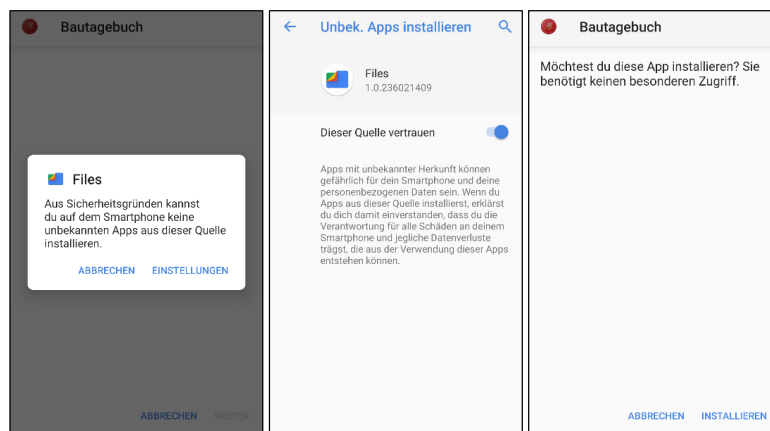 Bautagebuch
Files
Aus Sicherheitsgründen kannst
du auf dem Smartphone keine
unbekannten Apps aus dieser Quelle
installieren.
ABBRECHEN EINSTELLUNGEN
ABBRECHEN WEITER
Unbek. Apps installieren
Files
1.0.236021409
Dieser Quelle vertrauen
Apps mit unbekannter Herkunft können
gefährlich für dein Smartphone und deine
personenbezogenen Daten sein. Wenn du
Apps aus dieser Quelle installierst, erklärst
du dich damit einverstanden, dass du die
Verantwortung für alle Schäden an deinem
Smartphone und jegliche Datenverluste
trägst, die aus der Verwendung dieser Apps
entstehen können.
Bautagebuch
Möchtest du diese App installieren? Sie
benötigt keinen besonderen Zugriff.
ABBRECHEN INSTALLIEREN